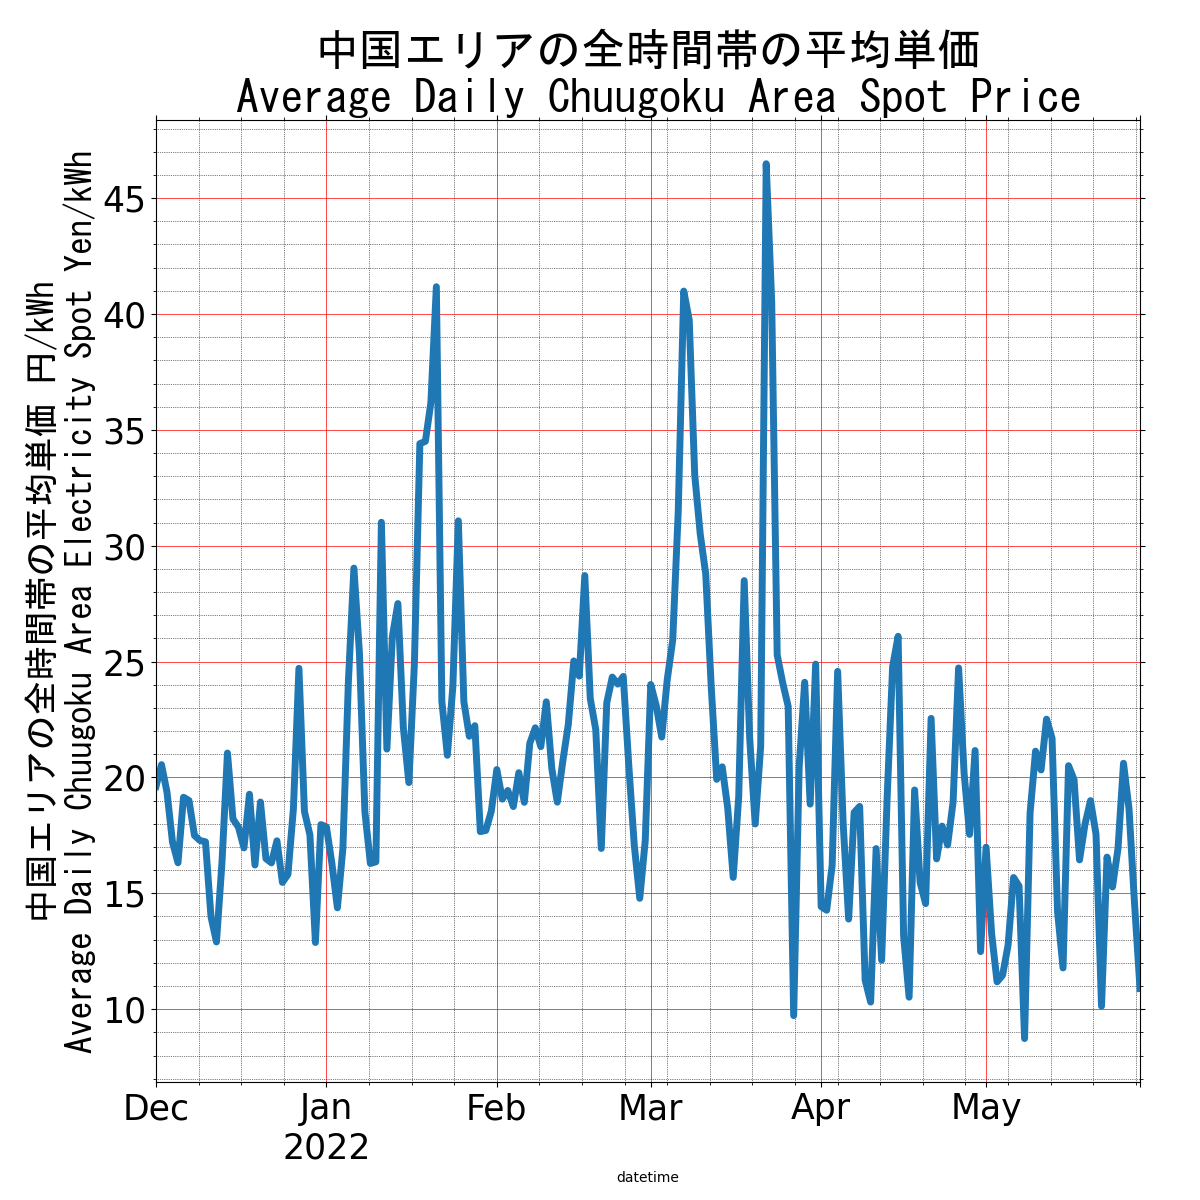 中国エリアの全時間帯の平均単価
Average Daily Chuugoku Area Spot Price
中国エリアの全時間帯の平均単価 円/kWh
Average Daily Chuugoku Area Electricity Spot Yen/kWh
45
40
35
30
25
20
15
10
Dec
Jan
2022
Feb
Mar
Apr
May
datetime